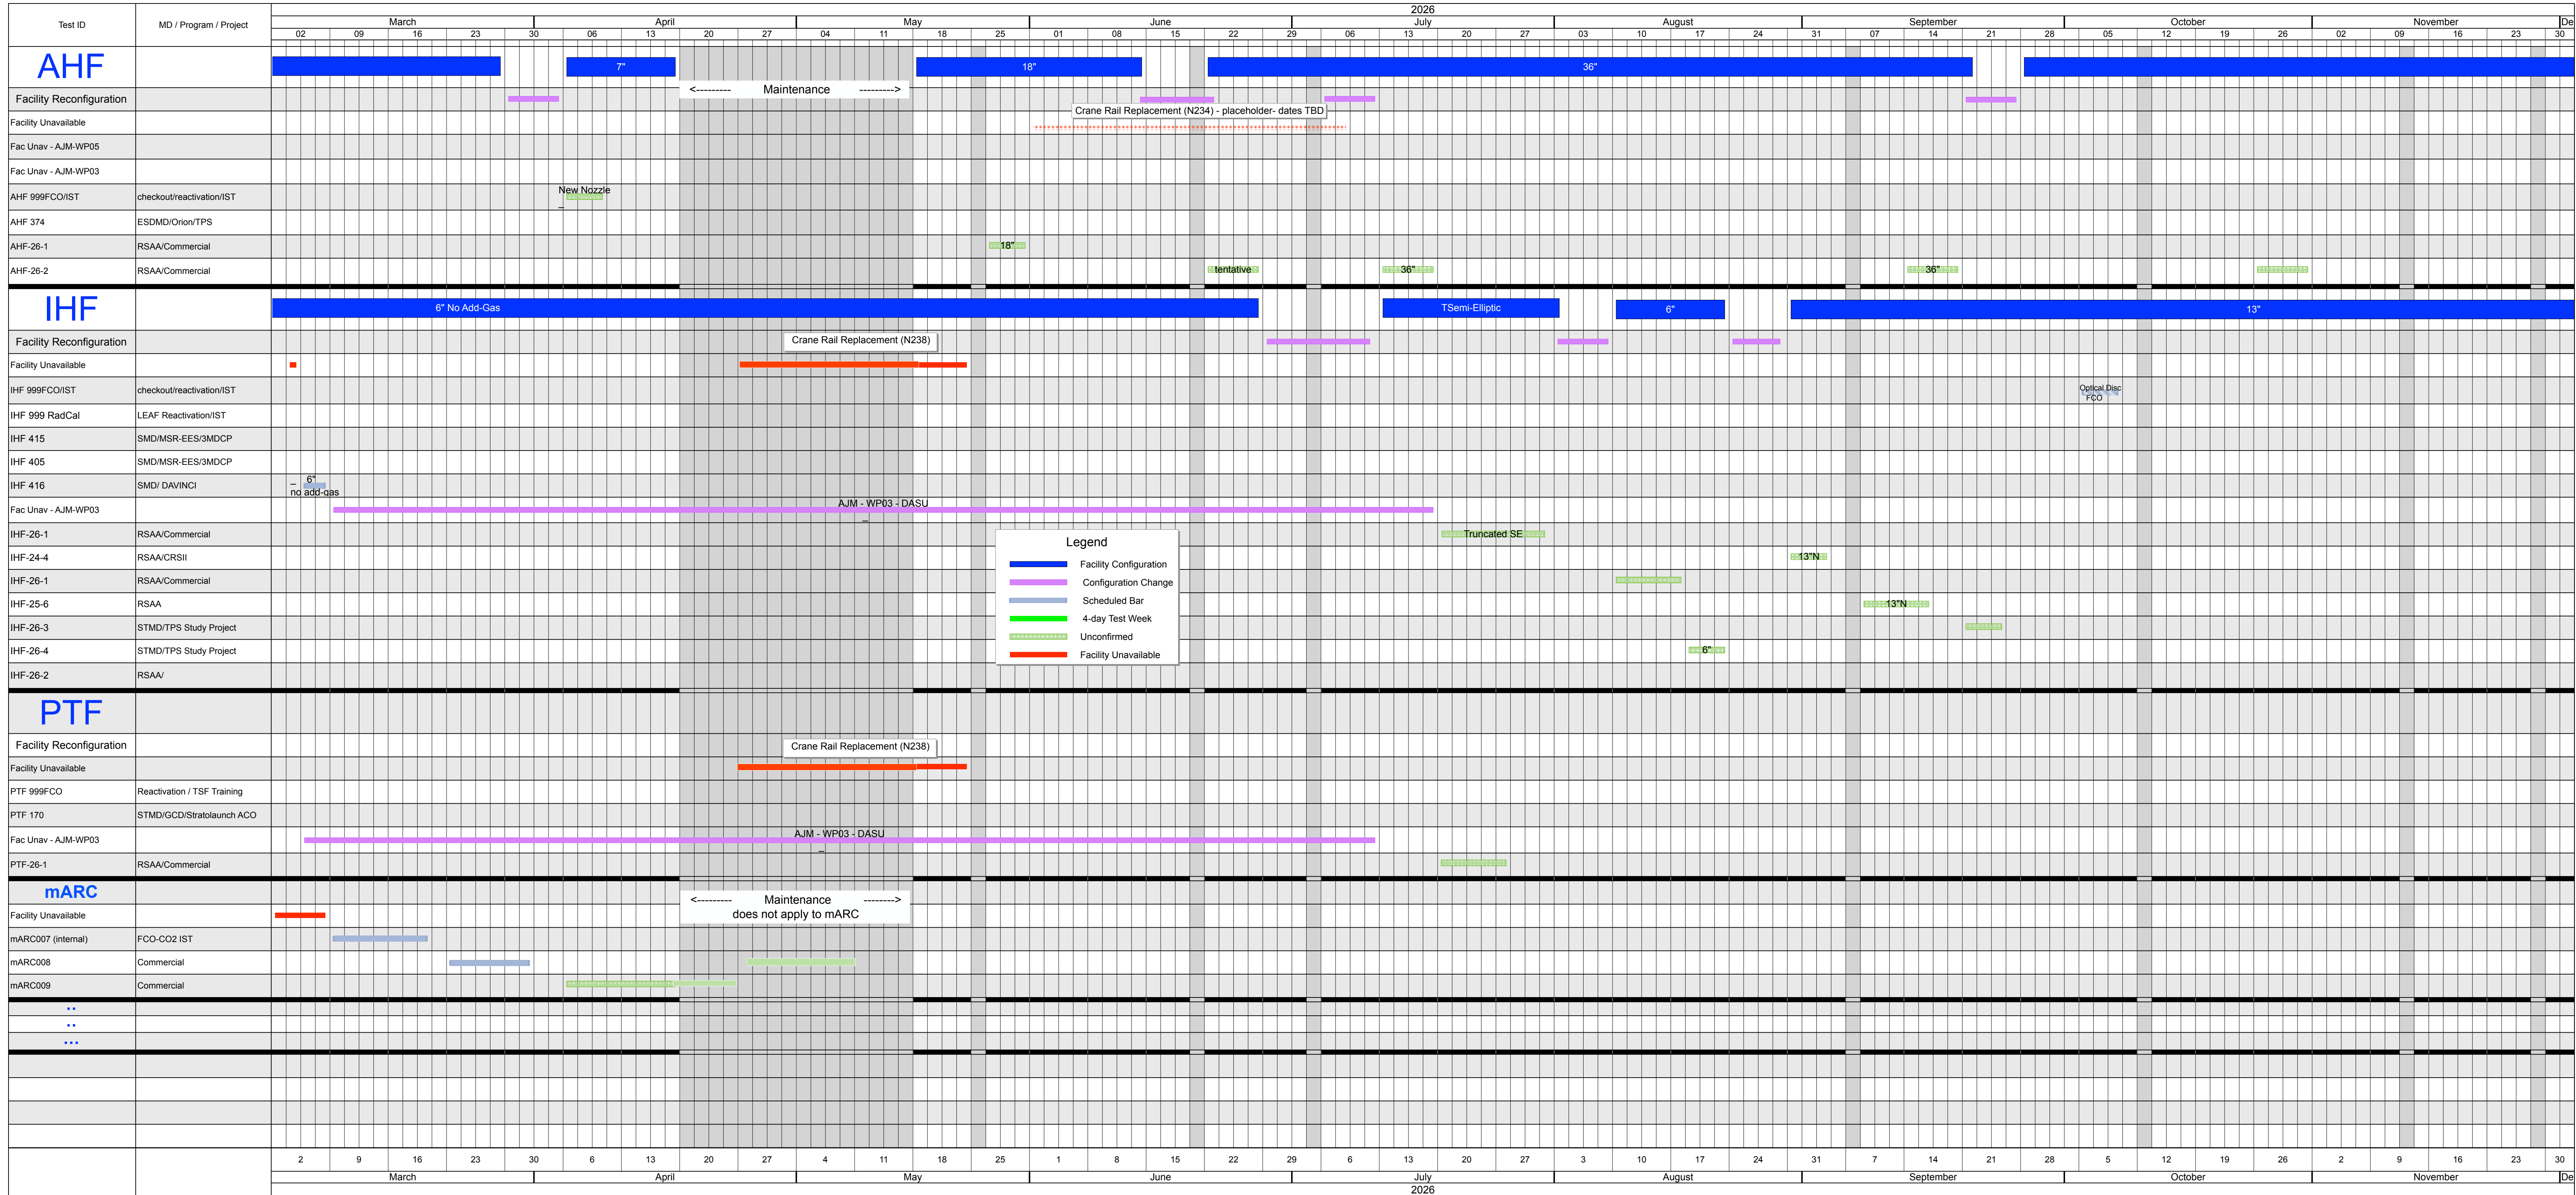 2026
Test ID MD / Program / Project March April May June July August September October November De
02 09 16 23 30 06 13 20 27 04 11 18 25 01 08 15 22 29 06 13 20 27 03 10 17 24 31 07 14 21 28 05 12 19 26 02 09 16 23 30
AHF 7" 18" 36"
<--------- Maintenance --------->
Facility Reconfiguration
Crane Rail Replacement (N234) - placeholder- dates TBD
Facility Unavailable
Fac Unav - AJM-WP05
Fac Unav - AJM-WP03
New Nozzle
AHF 999FCO/IST checkout/reactivation/IST
AHF 374 ESDMD/Orion/TPS
AHF-26-1 RSAA/Commercial 18"
AHF-26-2 RSAA/Commercial tentative 36" 36"
IHF 6" No Add-Gas TSemi-Elliptic 6" 13"
Facility Reconfiguration Crane Rail Replacement (N238)
Facility Unavailable
IHF 999FCO/IST checkout/reactivation/IST Optical Disc
FCO
IHF 999 RadCal LEAF Reactivation/IST
IHF 415 SMD/MSR-EES/3MDCP
IHF 405 SMD/MSR-EES/3MDCP
IHF 416 SMD/ DAVINCI 6"
no add-gas
Fac Unav - AJM-WP03 AJM - WP03 - DASU
IHF-26-1 RSAA/Commercial Truncated SE
IHF-24-4 RSAA/CRSII 13"N
IHF-26-1 RSAA/Commercial
IHF-25-6 RSAA 13"N
IHF-26-3 STMD/TPS Study Project
IHF-26-4 STMD/TPS Study Project 6"
IHF-26-2 RSAA/
Legend
Facility Configuration
Configuration Change
Scheduled Bar
4-day Test Week
Unconfirmed
Facility Unavailable
PTF
Facility Reconfiguration Crane Rail Replacement (N238)
Facility Unavailable
PTF 999FCO Reactivation / TSF Training
PTF 170 STMD/GCD/Stratolaunch ACO
Fac Unav - AJM-WP03 AJM - WP03 - DASU
PTF-26-1 RSAA/Commercial
mARC
<--------- Maintenance -------->
does not apply to mARC
Facility Unavailable
mARC007 (internal) FCO-CO2 IST
mARC008 Commercial
mARC009 Commercial
..
..
...
2 9 16 23 30 6 13 20 27 4 11 18 25 1 8 15 22 29 6 13 20 27 3 10 17 24 31 7 14 21 28 5 12 19 26 2 9 16 23 30
March April May June July August September October November De
2026